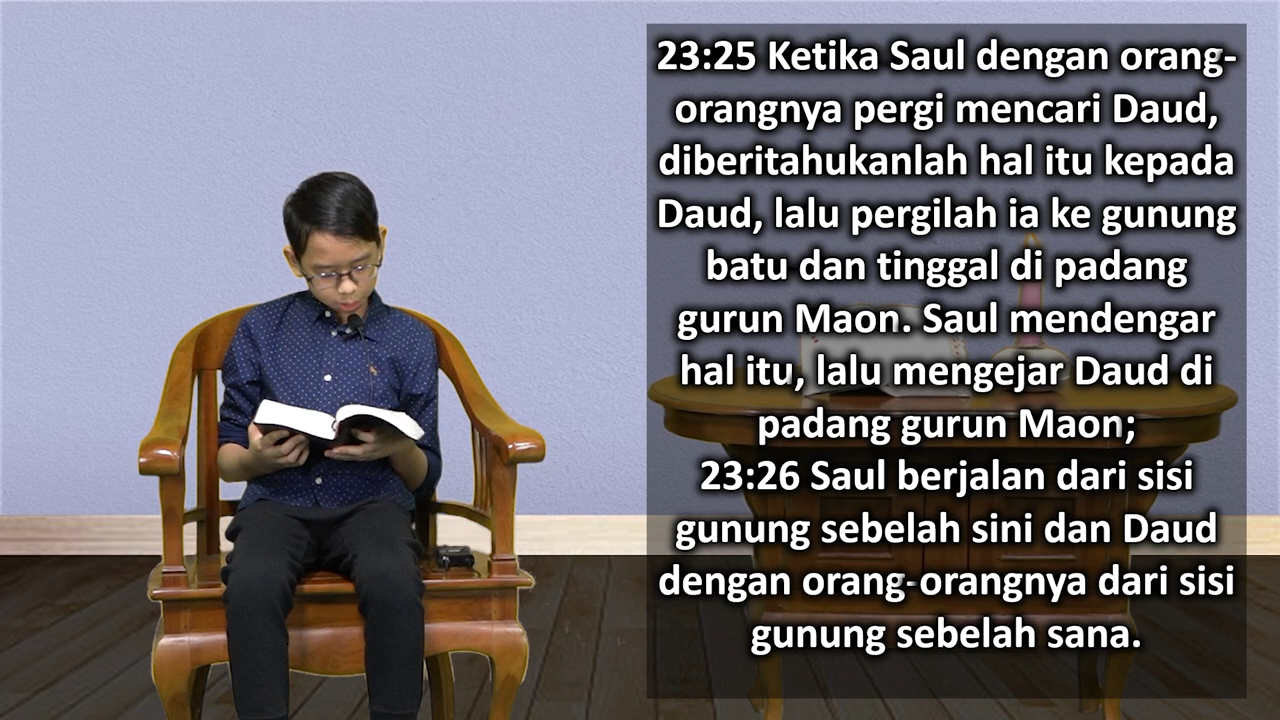 23:25 Ketika Saul dengan orang-
orangnya pergi mencari Daud,
diberitahukanlah hal itu kepada
Daud, lalu pergilah ia ke gunung
batu dan tinggal di padang
gurun Maon. Saul mendengar
hal itu, lalu mengejar Daud di
padang gurun Maon;
23:26 Saul berjalan dari sisi
gunung sebelah sini dan Daud
dengan orang-orangnya dari sisi
gunung sebelah sana.